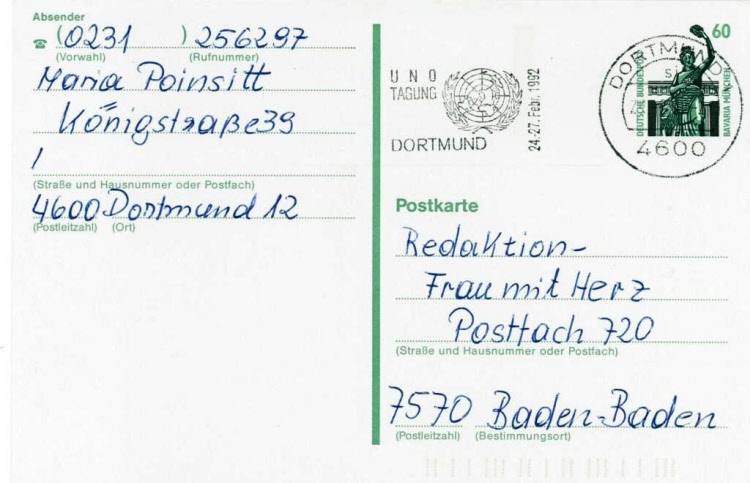 Absender
☎ (0231 ) 256297
(Vorwahl) (Rufnummer)
Maria Poinsitt
Königstraße 39
/
(Straße und Hausnummer oder Postfach)
4600 Dortmund 12
(Postleitzahl) (Ort)
UNO
TAGUNG
DORTMUND
24.-27. Febr. 1992
DORTMUND
4600
60
DEUTSCHE BUNDESPOST
BAVARIA MÜNCHEN
Postkarte
Redaktion-
Frau mit Herz
Postfach 720
(Straße und Hausnummer oder Postfach)
7570 Baden-Baden
(Postleitzahl) (Bestimmungsort)